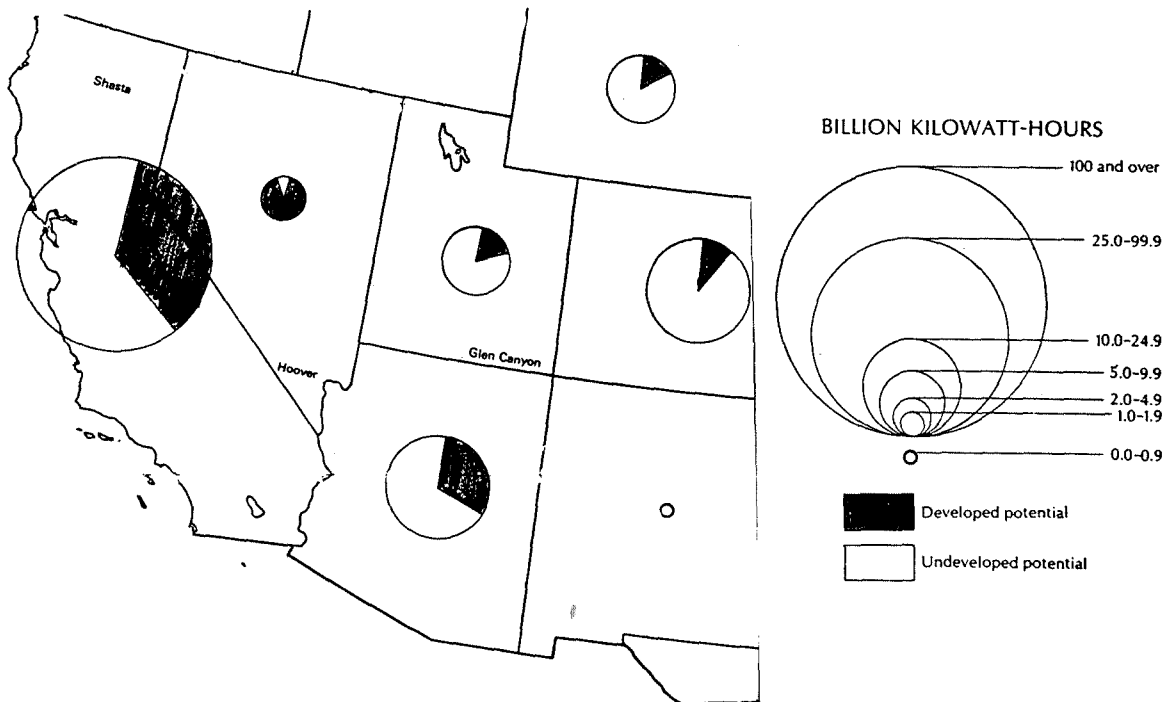 Shasta
Hoover
Glen Canyon
BILLION KILOWATT-HOURS
100 and over
25.0-99.9
10.0-24.9
5.0-9.9
2.0-4.9
1.0-1.9
0.0-0.9
Developed potential
Undeveloped potential